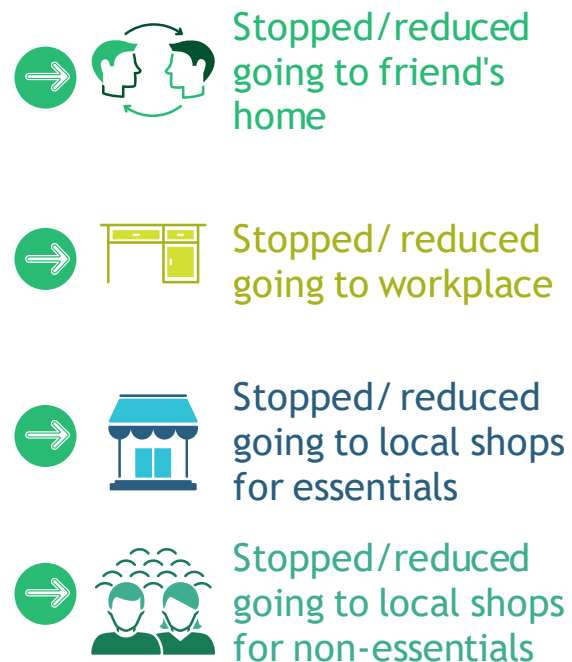 Stopped/reduced
going to friend's
home
Stopped/ reduced
going to workplace
Stopped/ reduced
going to local shops
for essentials
Stopped/reduced
going to local shops
for non-essentials